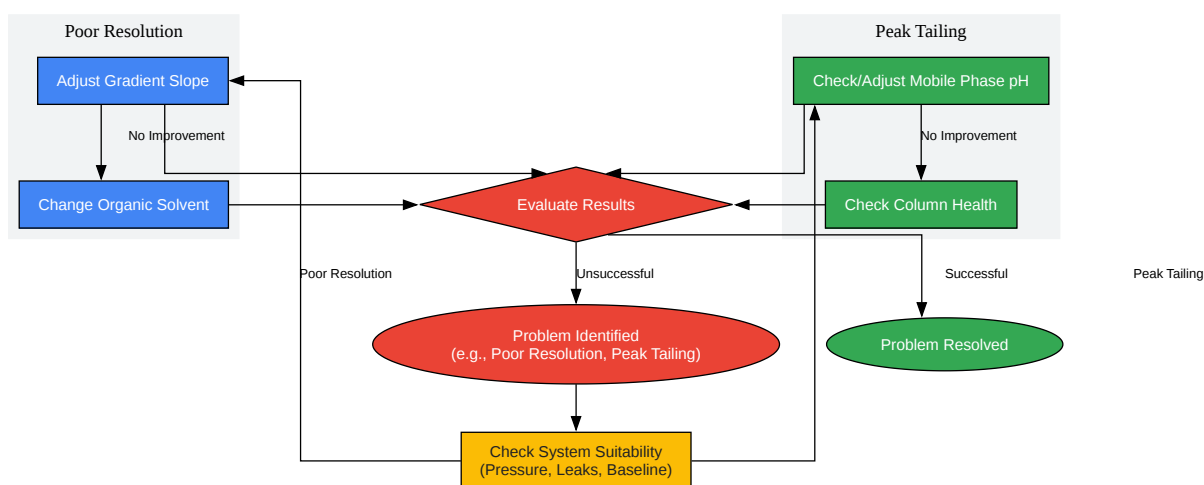 Poor Resolution
Peak Tailing
Adjust Gradient Slope
Check/Adjust Mobile Phase pH
No Improvement
No Improvement
Change Organic Solvent
Evaluate Results
Check Column Health
Poor Resolution
Unsuccessful
Successful
Peak Tailing
Problem Identified
(e.g., Poor Resolution, Peak Tailing)
Problem Resolved
Check System Suitability
(Pressure, Leaks, Baseline)